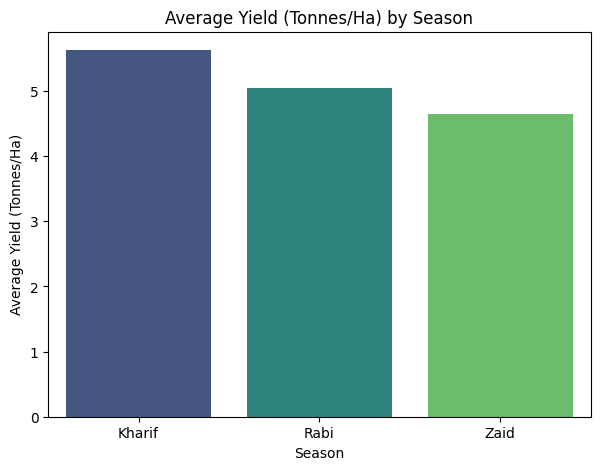 Average Yield (Tonnes/Ha) by Season
Average Yield (Tonnes/Ha)
5
4
3
2
1
0
Kharif Rabi Zaid
Season